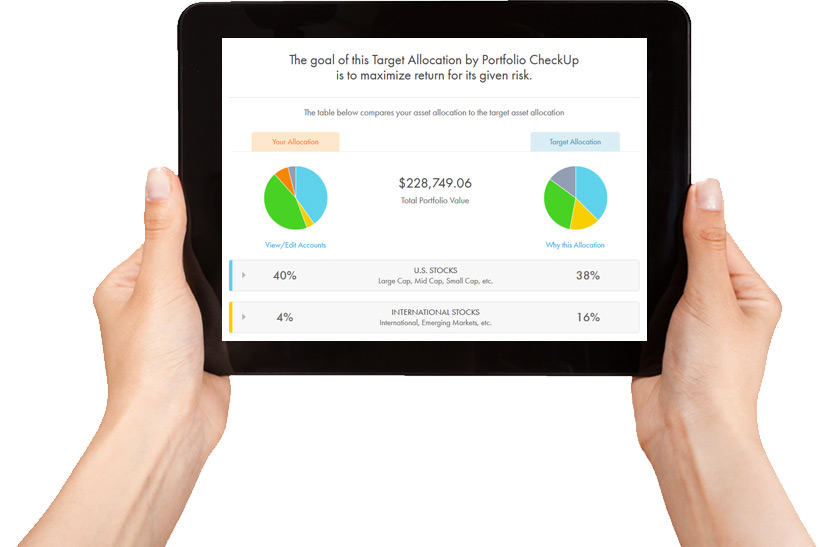 The goal of this Target Allocation by Portfolio CheckUp
is to maximize return for its given risk.
The table below compares your asset allocation to the target asset allocation
Your Allocation
Target Allocation
$228,749.06
Total Portfolio Value
View/Edit Accounts
Why this Allocation
40%
U.S. STOCKS
Large Cap, Mid Cap, Small Cap, etc.
38%
4%
INTERNATIONAL STOCKS
International, Emerging Markets, etc.
16%